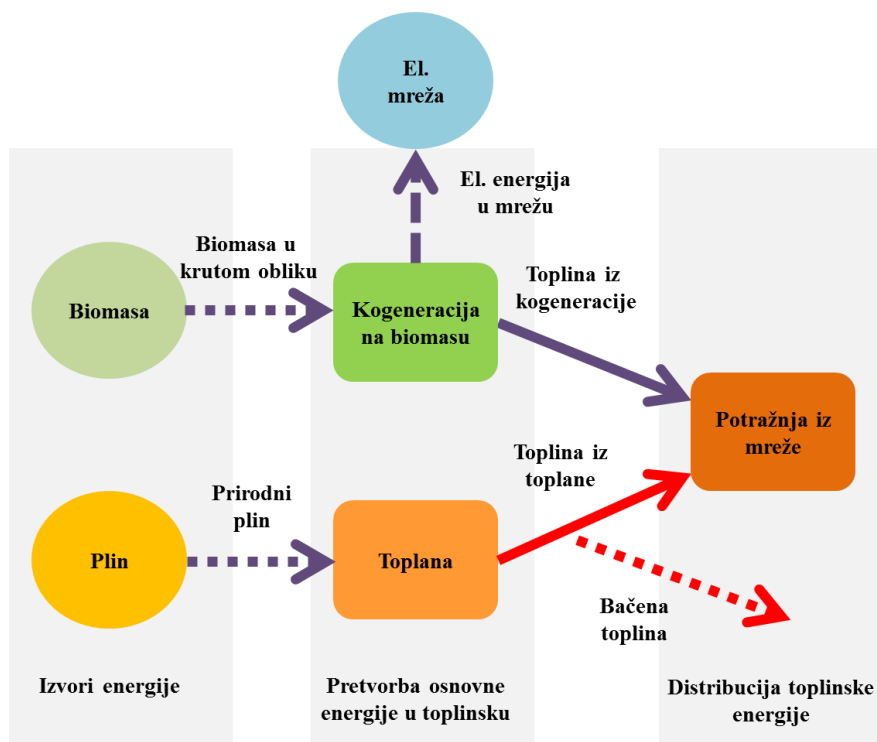 El.
mreža
El. energija
u mrežu
Biomasa u
krutom obliku
Biomasa
Kogeneracija
na biomasu
Toplina iz
kogeneracije
Potražnja iz
mreže
Toplina iz
toplane
Prirodni
plin
Plin
Toplana
Bačena
toplina
Izvori energije
Pretvorba osnovne
energije u toplinsku
Distribucija toplinske
energije